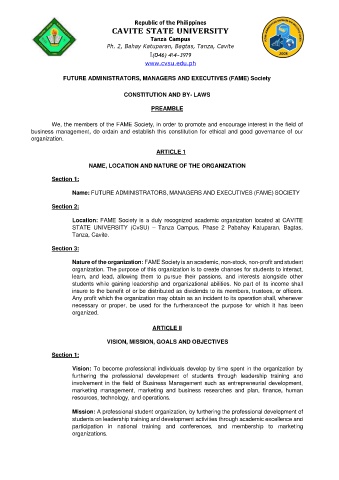 Republic of the Philippines
CAVITE STATE UNIVERSITY
Tanza Campus
Ph. 2, Bahay Katuparan, Bagtas, Tanza, Cavite
(046) 414-3979
www.cvsu.edu.ph
FUTURE ADMINISTRATORS, MANAGERS AND EXECUTIVES (FAME) Society
CONSTITUTION AND BY- LAWS
PREAMBLE
We, the members of the FAME Society, in order to promote and encourage interest in the field of
business management, do ordain and establish this constitution for ethical and good governance of our
organization.
ARTICLE 1
NAME, LOCATION AND NATURE OF THE ORGANIZATION
Section 1:
Name: FUTURE ADMINISTRATORS, MANAGERS AND EXECUTIVES (FAME) SOCIETY
Section 2:
Location: FAME Society is a duly recognized academic organization located at CAVITE
STATE UNIVERSITY (CvSU) – Tanza Campus, Phase 2 Pabahay Katuparan, Bagtas,
Tanza, Cavite.
Section 3:
Nature of the organization: FAME Society is an academic, non-stock, non-profit and student
organization. The purpose of this organization is to create chances for students to interact,
learn, and lead, allowing them to pursue their passions, and interests alongside other
students while gaining leadership and organizational abilities. No part of its income shall
insure to the benefit of or be distributed as dividends to its members, trustees, or officers.
Any profit which the organization may obtain as an incident to its operation shall, whenever
necessary or proper, be used for the furtherance of the purpose for which it has been
organized.
ARTICLE II
VISION, MISSION, GOALS AND OBJECTIVES
Section 1:
Vision: To become professional individuals develop by time spent in the organization by
furthering the professional development of students through leadership training and
involvement in the field of Business Management such as entrepreneurial development,
marketing management, marketing and business researches and plan, finance, human
resources, technology, and operations.
Mission: A professional student organization, by furthering the professional development of
students on leadership training and development activities through academic excellence and
participation in national training and conferences, and membership to marketing
organizations.